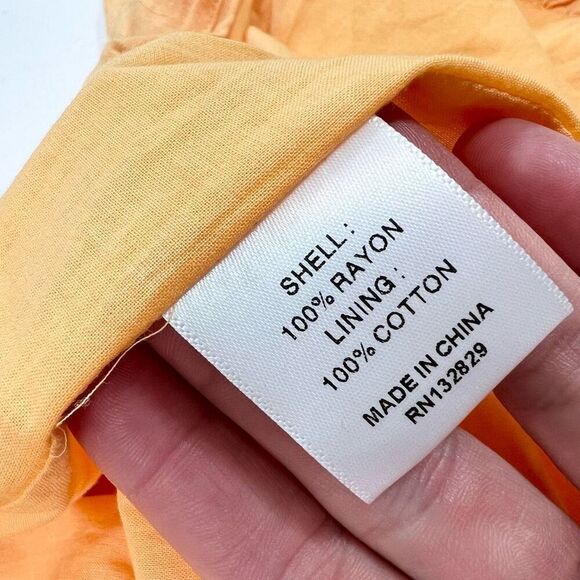 SHELL :
100% RAYON
LINING :
100% COTTON
MADE IN CHINA
RN132829